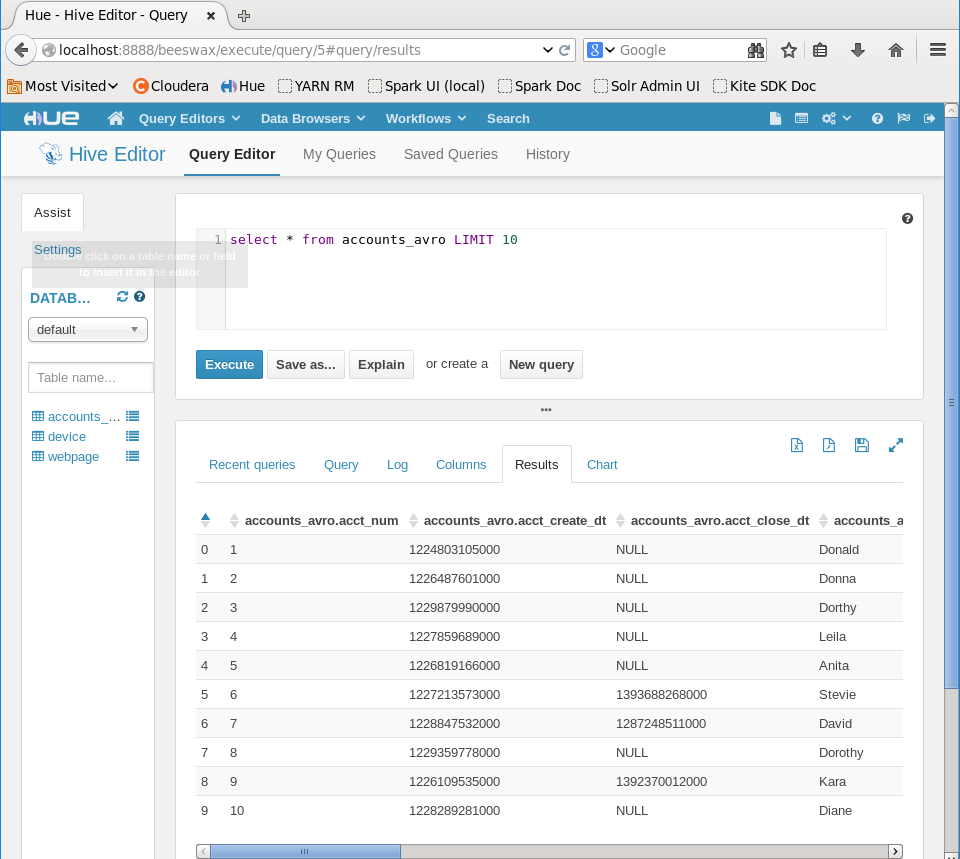 Hue - Hive Editor - Query
localhost:8888/beeswax/execute/query/5#query/results
Google
Most Visited Cloudera Hue YARN RM Spark UI (local) Spark Doc Solr Admin UI Kite SDK Doc
HUE Query Editors Data Browsers Workflows Search
Hive Editor Query Editor My Queries Saved Queries History
Assist
Settings
Double click on a table name or field
to insert it in the editor
DATAB...
default
Table name...
accounts_...
device
webpage
1 select * from accounts_avro LIMIT 10
Execute Save as... Explain or create a New query
Recent queries Query Log Columns Results Chart
accounts_avro.acct_num accounts_avro.acct_create_dt accounts_avro.acct_close_dt accounts_a
0 1 1224803105000 NULL Donald
1 2 1226487601000 NULL Donna
2 3 1229879990000 NULL Dorthy
3 4 1227859689000 NULL Leila
4 5 1226819166000 NULL Anita
5 6 1227213573000 1393688268000 Stevie
6 7 1228847532000 1287248511000 David
7 8 1229359778000 NULL Dorothy
8 9 1226109535000 1392370012000 Kara
9 10 1228289281000 NULL Diane